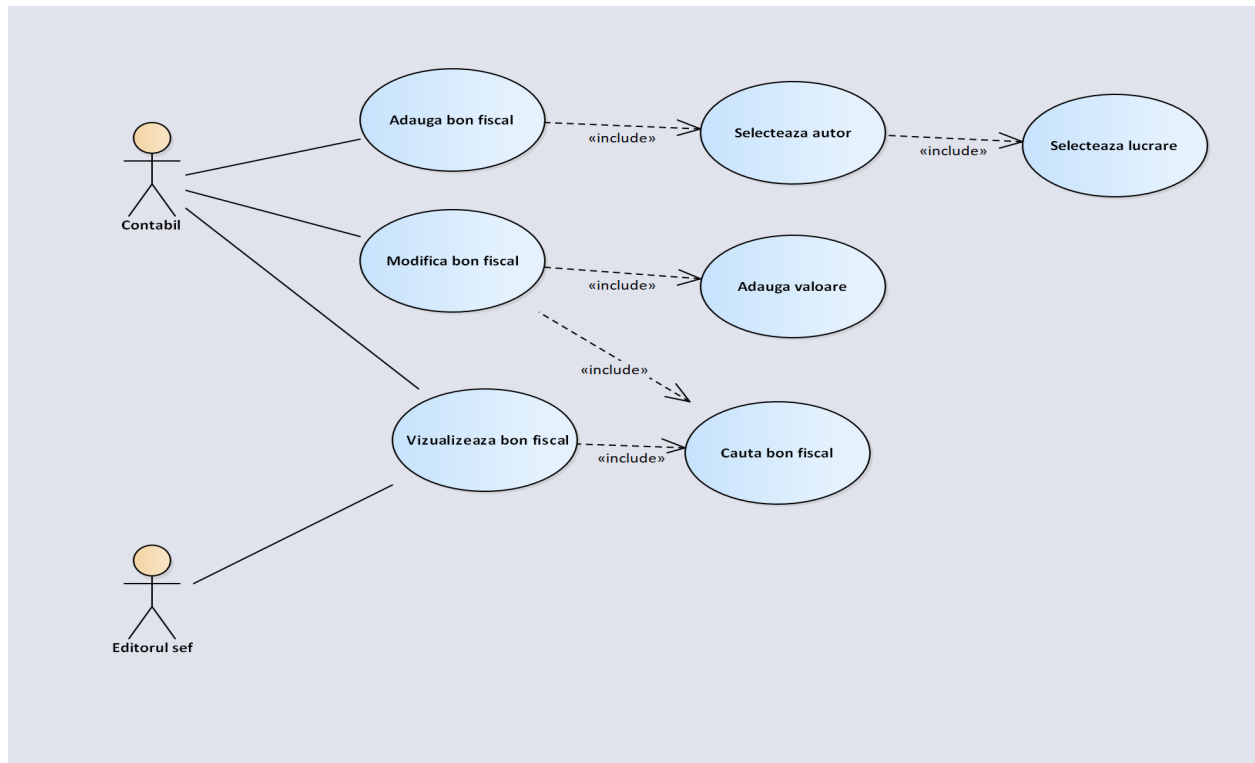 Adauga bon fiscal
«include»
Selecteaza autor
«include»
Selecteaza lucrare
Contabil
Modifica bon fiscal
«include»
Adauga valoare
«include»
Vizualizeaza bon fiscal
«include»
Cauta bon fiscal
Editorul sef